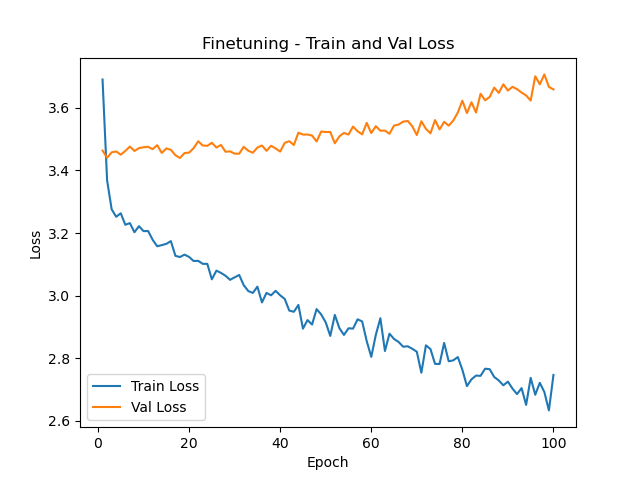 Finetuning - Train and Val Loss
3.6
3.4
3.2
3.0
2.8
2.6
Loss
Train Loss
Val Loss
0 20 40 60 80 100
Epoch